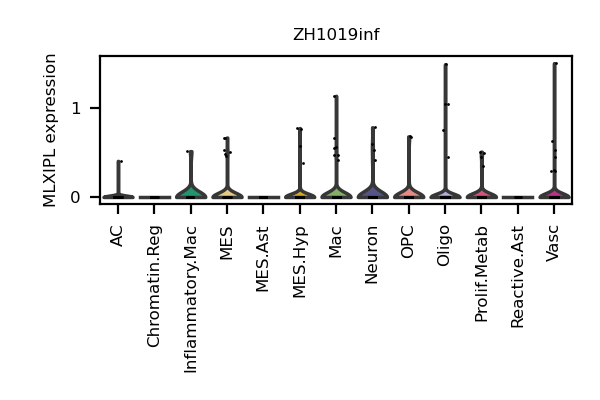 ZH1019inf
MLXIPL expression
1
0
AC
Chromatin.Reg
Inflammatory.Mac
MES
MES.Ast
MES.Hyp
Mac
Neuron
OPC
Oligo
Prolif.Metab
Reactive.Ast
Vasc